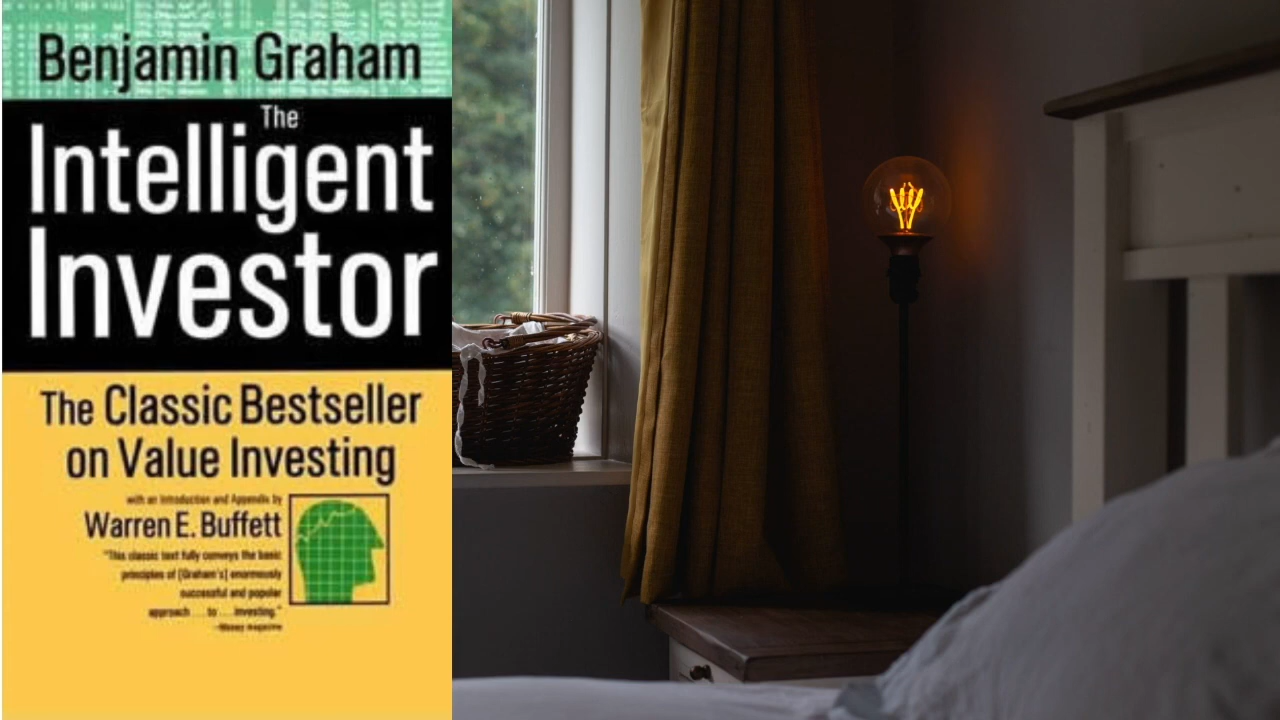 Benjamin Graham
The
Intelligent
Investor
The Classic Bestseller
on Value Investing
with an Introduction and Appendix by
Warren E. Buffett
"This classic text fully conveys the basic
principles of [Graham's] enormously
successful and popular
approach . . . to . . . investing."
—Money magazine